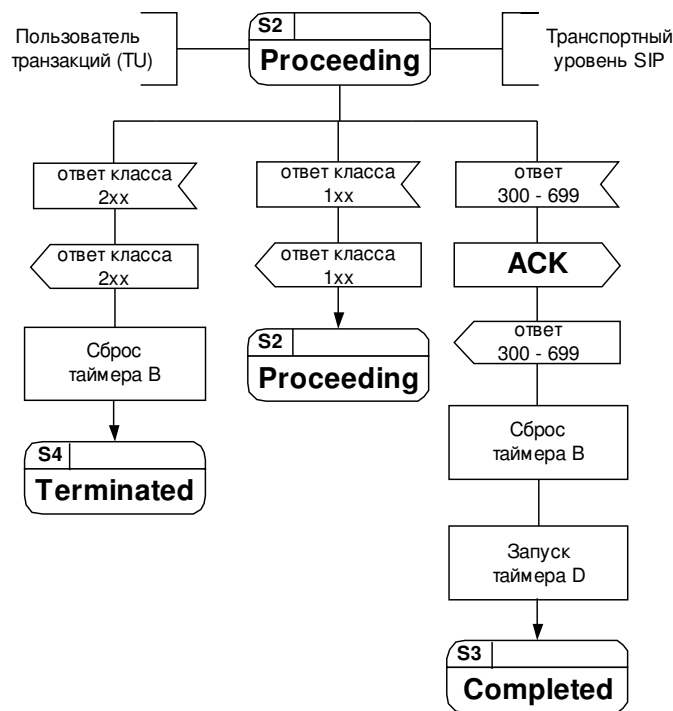 Пользователь
транзакций (TU)
S2
Proceeding
Транспортный
уровень SIP
ответ класса
2xx
ответ класса
1xx
ответ
300 - 699
ответ класса
2xx
ответ класса
1xx
ACK
Сброс
таймера B
S2
Proceeding
ответ
300 - 699
S4
Terminated
Сброс
таймера B
Запуск
таймера D
S3
Completed